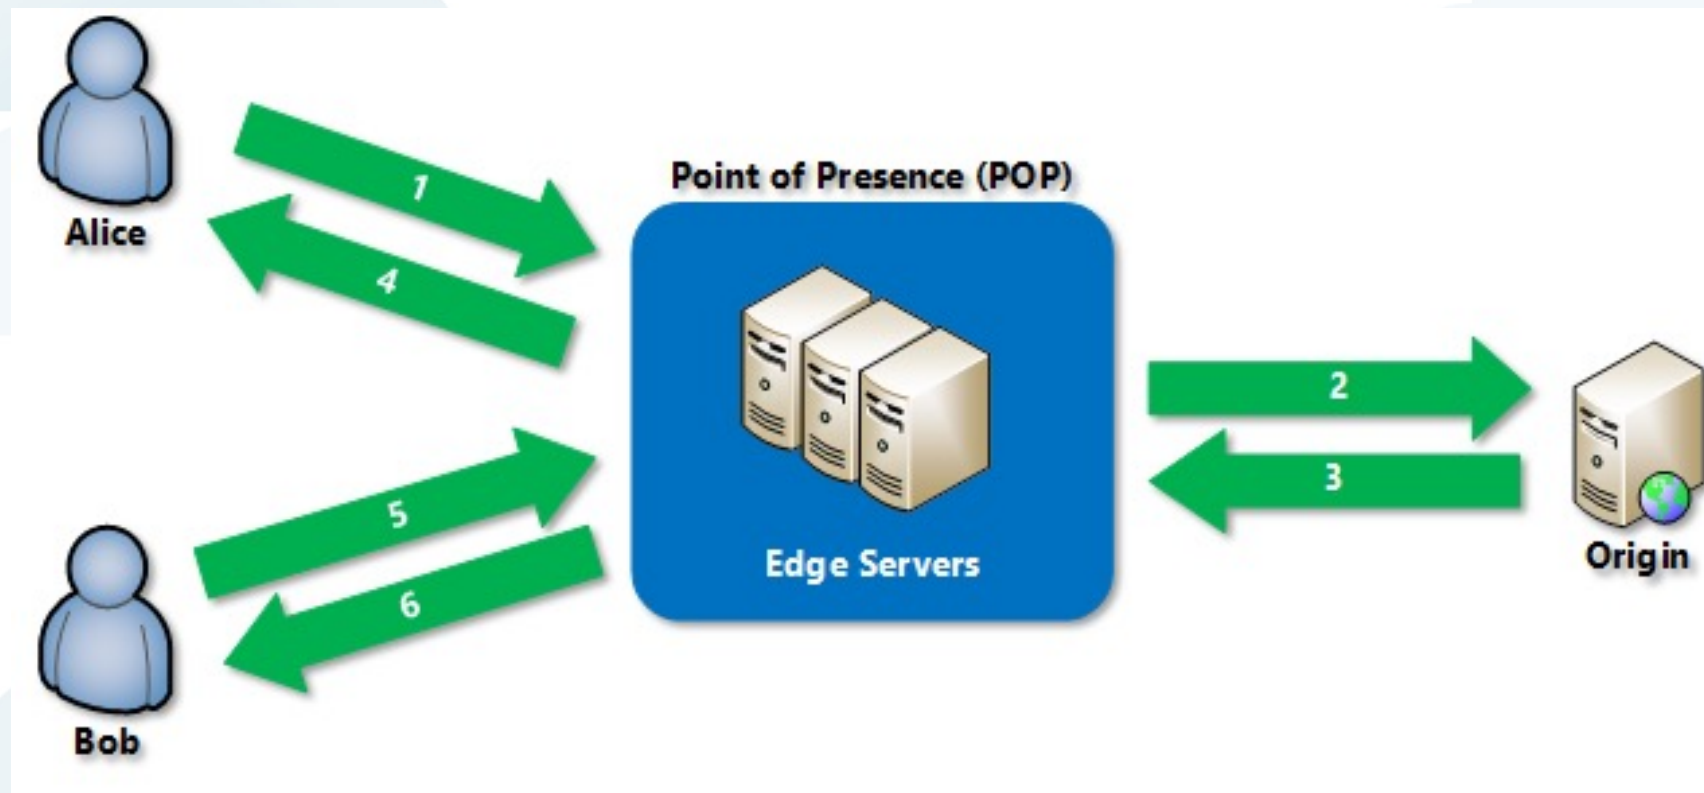 Alice
1
4
Point of Presence (POP)
Edge Servers
2
3
Origin
5
6
Bob